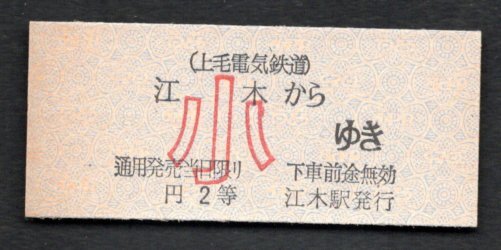 (上毛電気鉄道)
江木から
小
ゆき
通用発売当日限り 下車前途無効
円 2等 江木駅発行